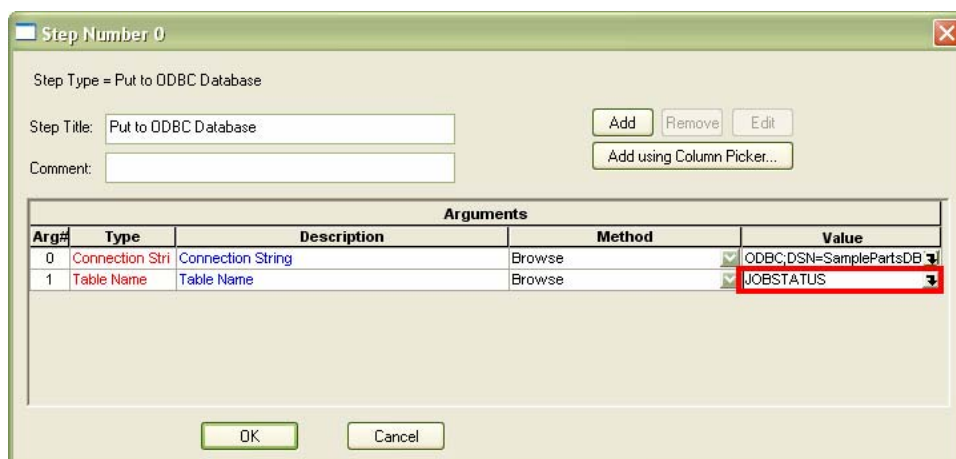 Step Number 0
Step Type = Put to ODBC Database
Step Title: Put to ODBC Database
Add Remove Edit
Comment:
Add using Column Picker...
Arguments
Arg# Type Description Method Value
0 Connection Stri Connection String Browse ODBC;DSN=SamplePartsDB
1 Table Name Table Name Browse JOBSTATUS
OK Cancel